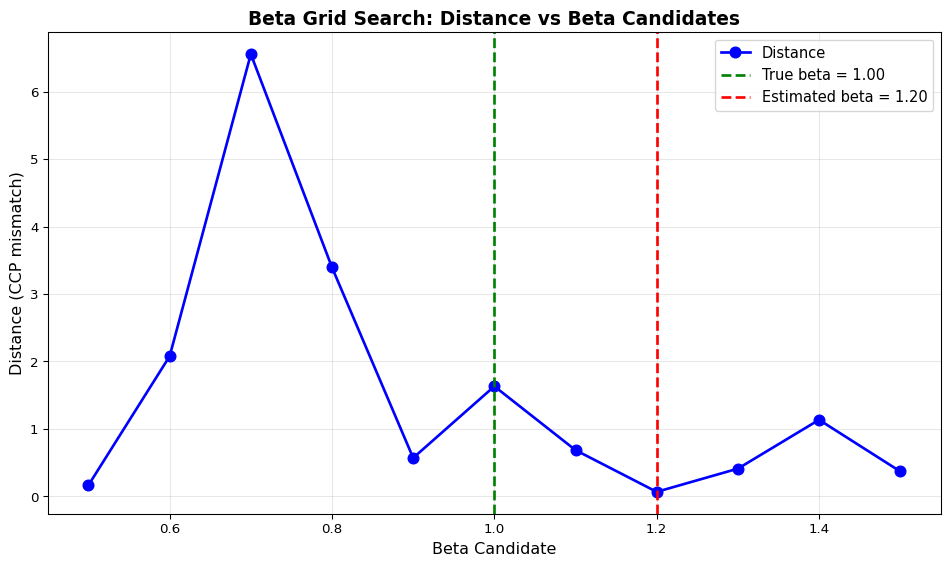 Beta Grid Search: Distance vs Beta Candidates
Distance
True beta = 1.00
Estimated beta = 1.20
Distance (CCP mismatch)
6
5
4
3
2
1
0
0.6 0.8 1.0 1.2 1.4
Beta Candidate